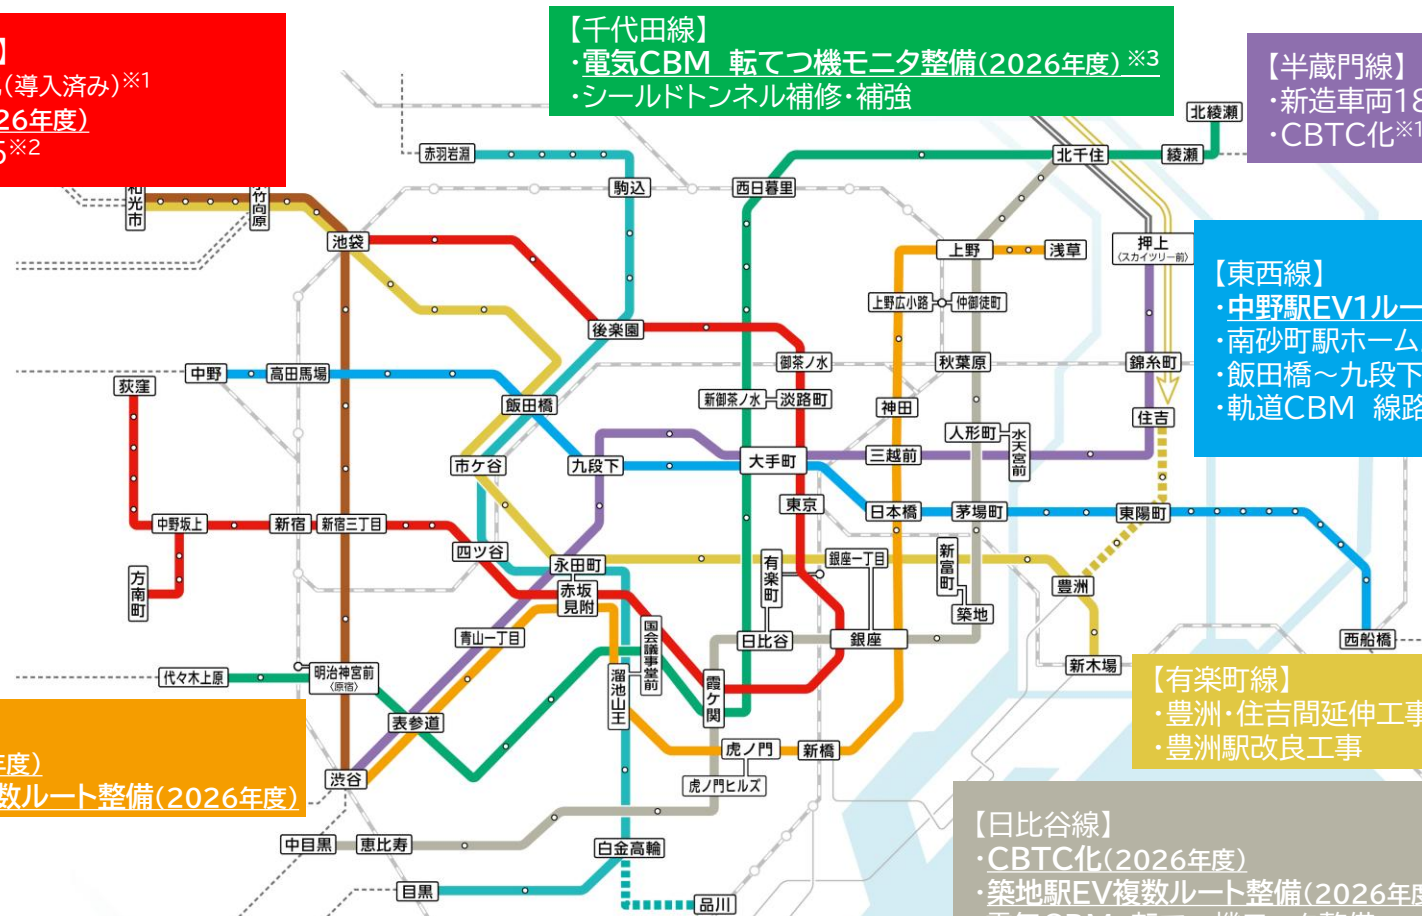 【千代田線】
・電気CBM 転てつ機モニタ整備(2026年度)※3
・シールドトンネル補修・補強
】
(導入済み)※1
26年度)
5※2
【半蔵門線】
・新造車両18
・CBTC化※1
北綾瀬
赤羽岩淵
北千住
綾瀬
駒込
西日暮里
和光市
竹向原
池袋
上野
浅草
押上
〈スカイツリー前〉
【東西線】
・中野駅EV1ルー
・南砂町駅ホーム
・飯田橋～九段下
・軌道CBM 線路
上野広小路
仲御徒町
後楽園
御茶ノ水
秋葉原
錦糸町
中野
高田馬場
荻窪
新御茶ノ水
淡路町
飯田橋
神田
住吉
人形町
水天宮前
市ケ谷
九段下
大手町
三越前
東京
日本橋
茅場町
東陽町
中野坂上
新宿
新宿三丁目
四ツ谷
永田町
有楽町
銀座一丁目
新富町
方南町
赤坂見附
豊洲
築地
青山一丁目
国会議事堂前
日比谷
銀座
西船橋
新木場
代々木上原
明治神宮前
〈原宿〉
溜池山王
霞ケ関
【有楽町線】
・豊洲・住吉間延伸工事
・豊洲駅改良工事
表参道
虎ノ門
新橋
年度)
数ルート整備(2026年度)
渋谷
虎ノ門ヒルズ
中目黒
恵比寿
白金高輪
【日比谷線】
・CBTC化(2026年度)
・築地駅EV複数ルート整備(2026年度
目黒
品川